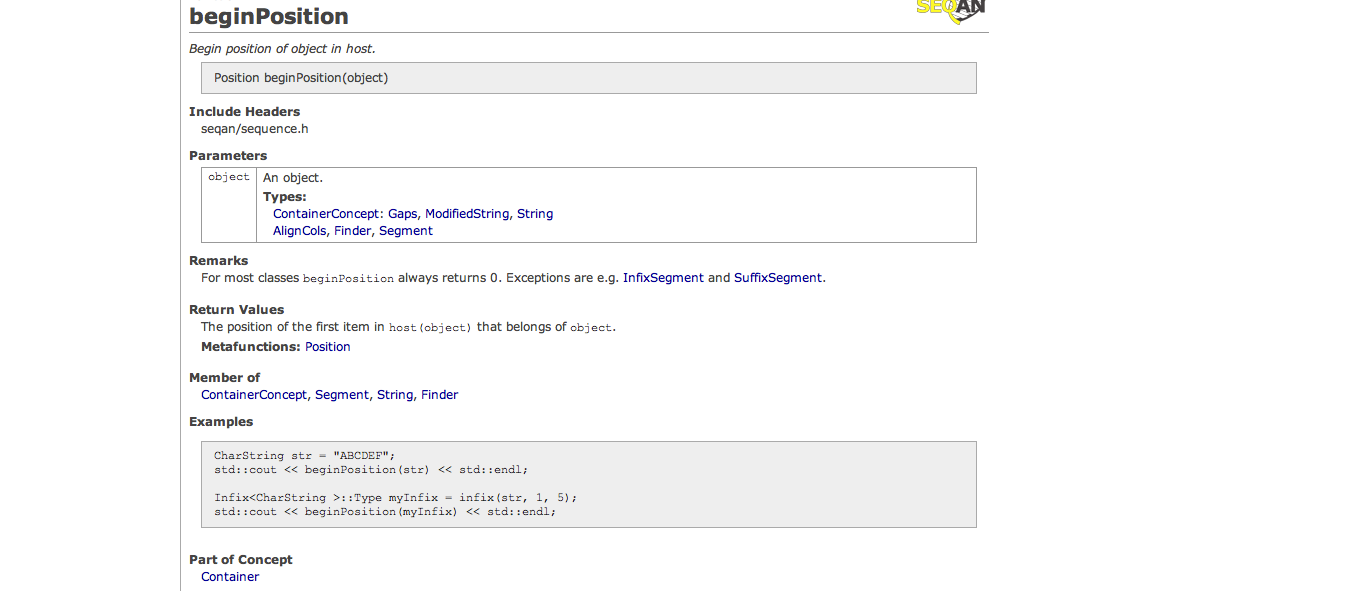 SEQAN
beginPosition
Begin position of object in host.
Position beginPosition(object)
Include Headers
seqan/sequence.h
Parameters
object An object.
Types:
ContainerConcept: Gaps, ModifiedString, String
AlignCols, Finder, Segment
Remarks
For most classes beginPosition always returns 0. Exceptions are e.g. InfixSegment and SuffixSegment.
Return Values
The position of the first item in host(object) that belongs of object.
Metafunctions: Position
Member of
ContainerConcept, Segment, String, Finder
Examples
CharString str = "ABCDEF";
std::cout << beginPosition(str) << std::endl;
Infix<CharString >::Type myInfix = infix(str, 1, 5);
std::cout << beginPosition(myInfix) << std::endl;
Part of Concept
Container